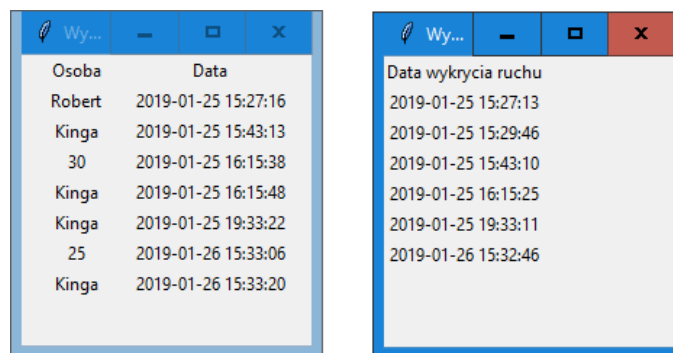 Wy...
Osoba Data
Robert 2019-01-25 15:27:16
Kinga 2019-01-25 15:43:13
30 2019-01-25 16:15:38
Kinga 2019-01-25 16:15:48
Kinga 2019-01-25 19:33:22
25 2019-01-26 15:33:06
Kinga 2019-01-26 15:33:20
Wy...
Data wykrycia ruchu
2019-01-25 15:27:13
2019-01-25 15:29:46
2019-01-25 15:43:10
2019-01-25 16:15:25
2019-01-25 19:33:11
2019-01-26 15:32:46